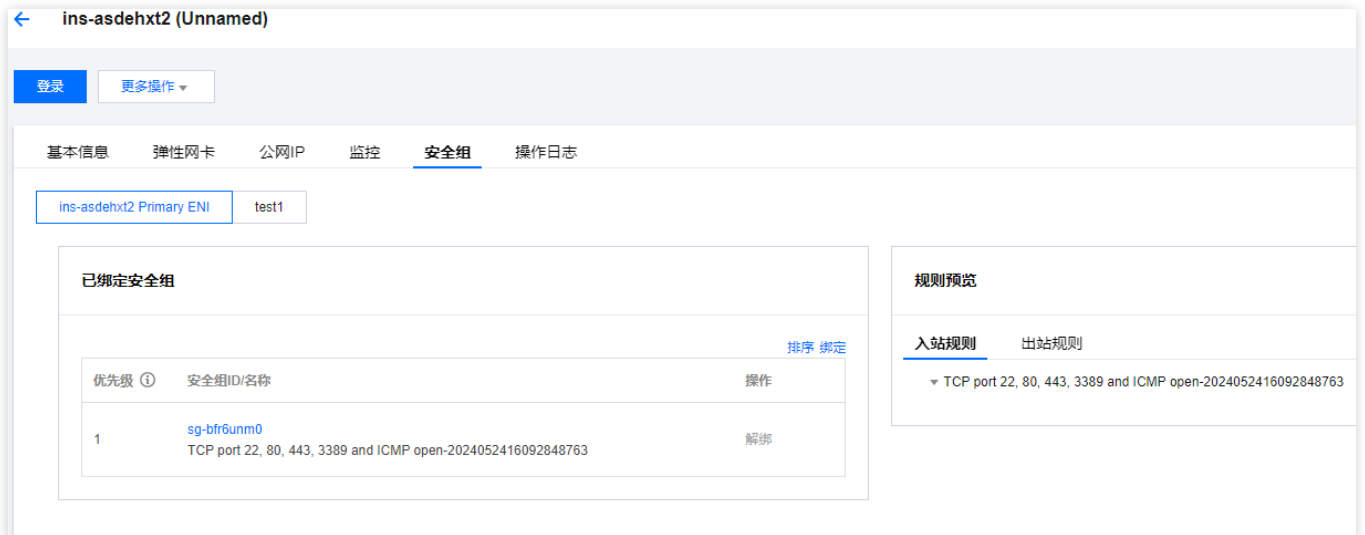 ins-asdehxt2 (Unnamed)
登录 更多操作
基本信息 弹性网卡 公网IP 监控 安全组 操作日志
ins-asdehxt2 Primary ENI test1
已绑定安全组
排序 绑定
优先级 安全组ID/名称 操作
1 sg-bfr6unm0 解绑
TCP port 22, 80, 443, 3389 and ICMP open-2024052416092848763
规则预览
入站规则 出站规则
TCP port 22, 80, 443, 3389 and ICMP open-2024052416092848763